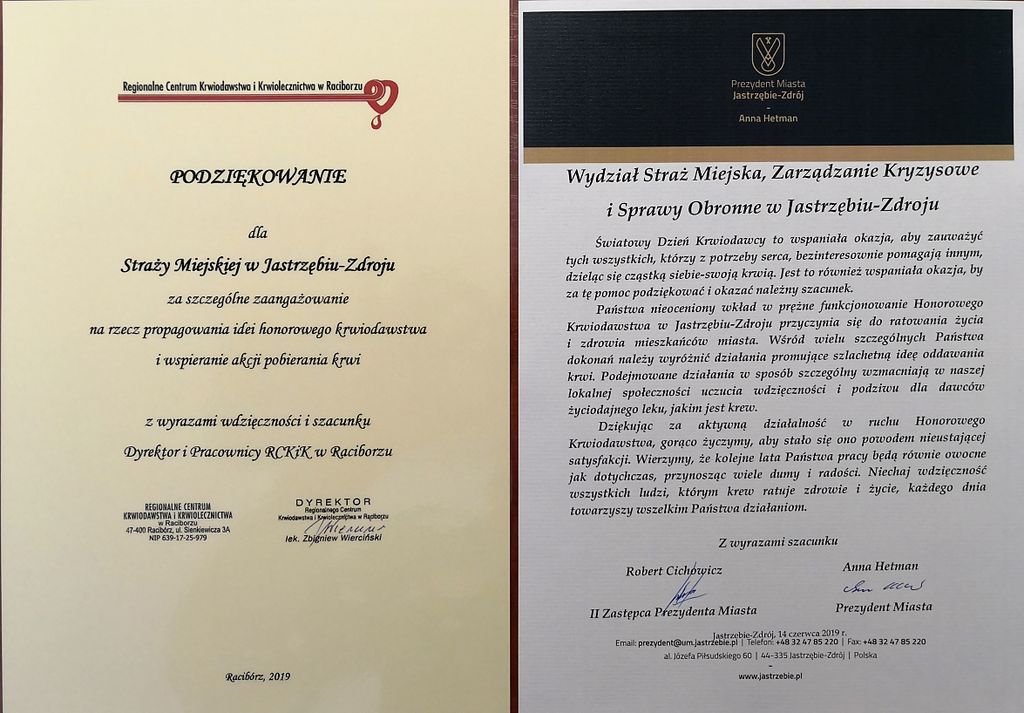 Regionalne Centrum Krwiodawstwa i Krwiolecznictwa w Raciborzu
PODZIĘKOWANIE
dla
Straży Miejskiej w Jastrzębiu-Zdroju
za szczególne zaangażowanie
na rzecz propagowania idei honorowego krwiodawstwa
i wspieranie akcji pobierania krwi
z wyrazami wdzięczności i szacunku
Dyrektor i Pracownicy RCKiK w Raciborzu
REGIONALNE CENTRUM
KRWIODAWSTWA i KRWIOLECZNICTWA
w Raciborzu
47-400 Racibórz, ul. Sienkiewicza 3A
NIP 639-17-25-979
DYREKTOR
Regionalnego Centrum
Krwiodawstwa i Krwiolecznictwa w Raciborzu
lek. Zbigniew Wierciński
Racibórz, 2019
Prezydent Miasta
Jastrzębie-Zdrój
–
Anna Hetman
Wydział Straż Miejska, Zarządzanie Kryzysowe
i Sprawy Obronne w Jastrzębiu-Zdroju
Światowy Dzień Krwiodawcy to wspaniała okazja, aby zauważyć
tych wszystkich, którzy z potrzeby serca, bezinteresownie pomagają innym,
dzieląc się cząstką siebie-swoją krwią. Jest to również wspaniała okazja, by
za tę pomoc podziękować i okazać należny szacunek.
Państwa nieoceniony wkład w prężne funkcjonowanie Honorowego
Krwiodawstwa w Jastrzębiu-Zdroju przyczynia się do ratowania życia
i zdrowia mieszkańców miasta. Wśród wielu szczególnych Państwa
dokonań należy wyróżnić działania promujące szlachetną ideę oddawania
krwi. Podejmowane działania w sposób szczególny wzmacniają w naszej
lokalnej społeczności uczucia wdzięczności i podziwu dla dawców
życiodajnego leku, jakim jest krew.
Dziękując za aktywną działalność w ruchu Honorowego
Krwiodawstwa, gorąco życzymy, aby stało się ono powodem nieustającej
satysfakcji. Wierzymy, że kolejne lata Państwa pracy będą równie owocne
jak dotychczas, przynosząc wiele dumy i radości. Niechaj wdzięczność
wszystkich ludzi, którym krew ratuje zdrowie i życie, każdego dnia
towarzyszy wszelkim Państwa działaniom.
Z wyrazami szacunku
Robert Cichowicz
II Zastępca Prezydenta Miasta
Anna Hetman
Prezydent Miasta
Jastrzębie-Zdrój, 14 czerwca 2019 r.
Email: prezydent@um.jastrzebie.pl | Telefon: +48 32 47 85 220 | Fax: +48 32 47 85 220
al. Józefa Piłsudskiego 60 | 44-335 Jastrzębie-Zdrój | Polska
–
www.jastrzebie.pl